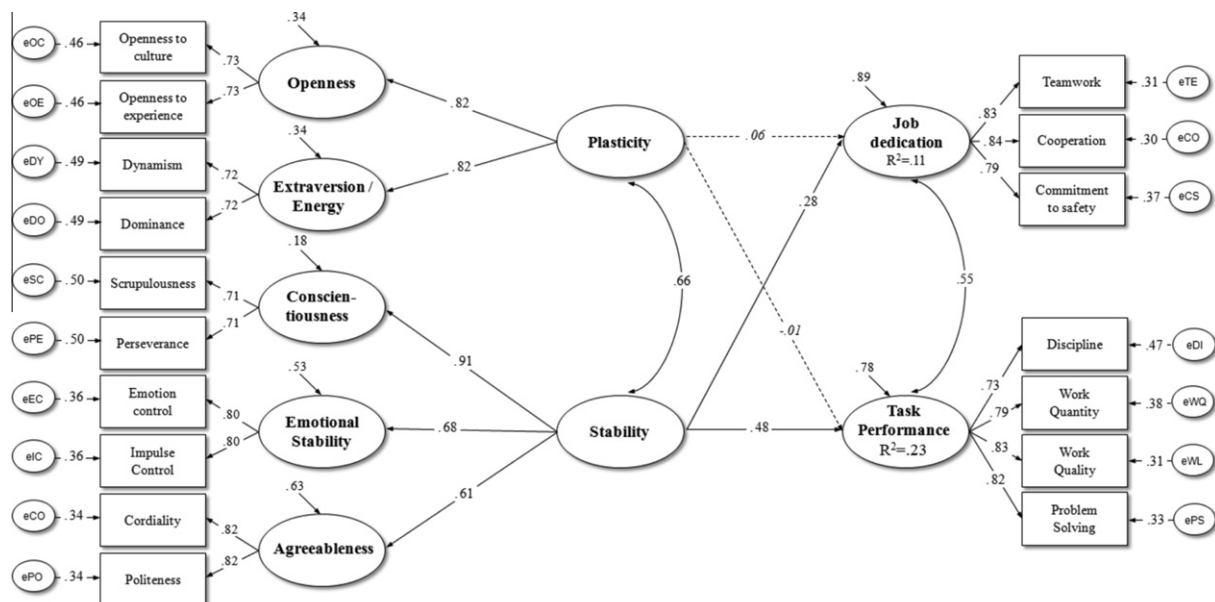 eOC
.46
Openness to
culture
eOE
.46
Openness to
experience
eDY
.49
Dynamism
eDO
.49
Dominance
eSC
.50
Scrupulousness
ePE
.50
Perseverance
eEC
.36
Emotion
control
eIC
.36
Impulse
Control
eCO
.34
Cordiality
ePO
.34
Politeness
.73
.73
.72
.72
.71
.71
.80
.80
.82
.82
.34
Openness
.34
Extraversion /
Energy
.18
Conscien-
tiousness
.53
Emotional
Stability
.63
Agreeableness
.82
.82
.91
.68
.61
Plasticity
Stability
.66
.06
.28
-.01
.48
.89
Job
dedication
R²=.11
.55
.78
Task
Performance
R²=.23
.83
.84
.79
.73
.79
.83
.82
Teamwork
.31
eTE
Cooperation
.30
eCO
Commitment
to safety
.37
eCS
Discipline
.47
eDI
Work
Quantity
.38
eWQ
Work
Quality
.31
eWL
Problem
Solving
.33
ePS